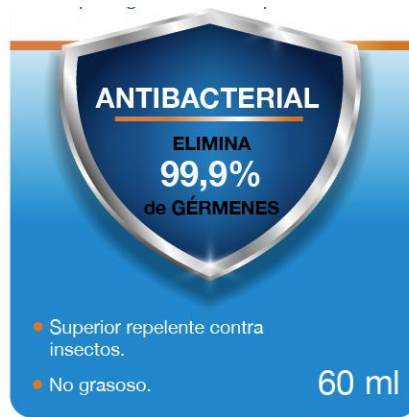 ANTIBACTERIAL
ELIMINA
99,9%
de GÉRMENES
• Superior repelente contra
insectos.
• No grasoso.
60 ml